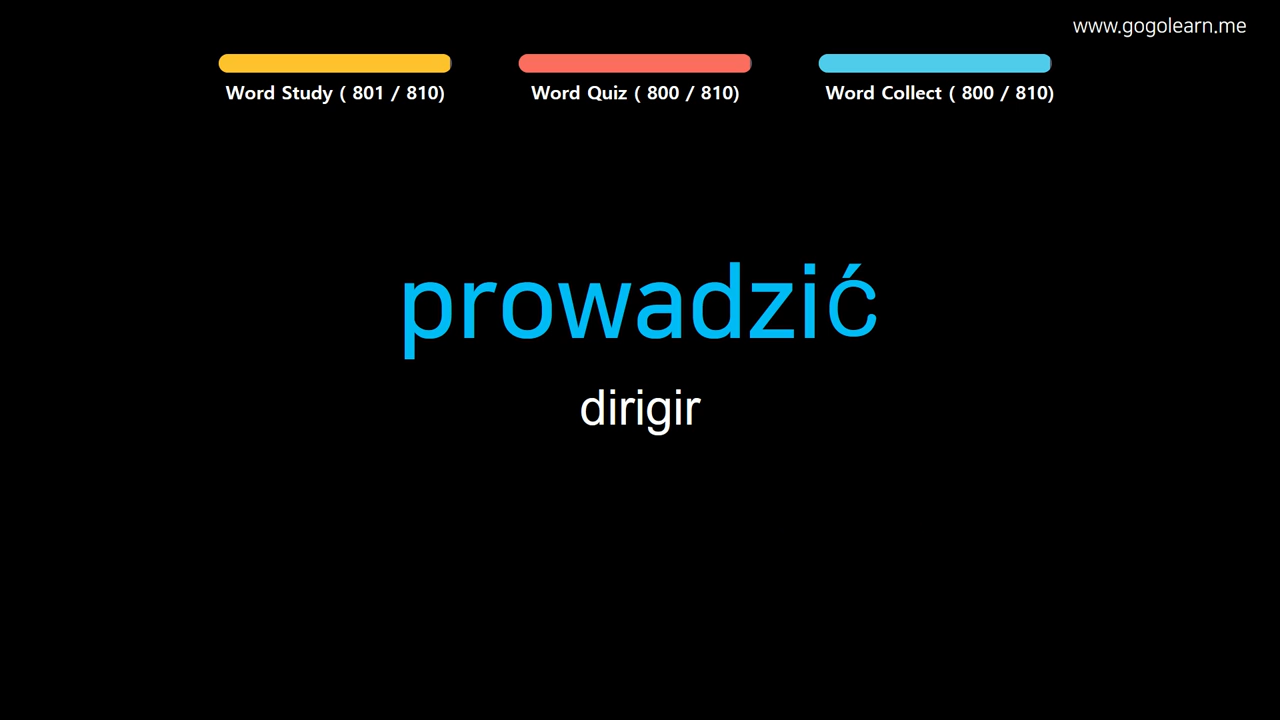 www.gogolearn.me
Word Study ( 801 / 810)
Word Quiz ( 800 / 810)
Word Collect ( 800 / 810)
prowadzić
dirigir